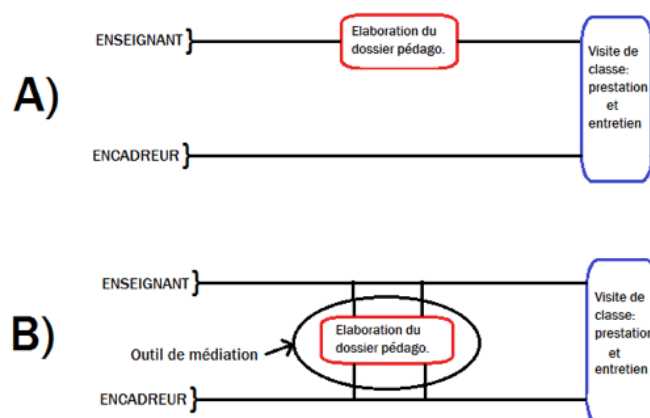 ENSEIGNANT}
Elaboration du
dossier pédago.
Visite de
classe:
prestation
et
entretien
A)
ENCADREUR}
ENSEIGNANT}
Elaboration du
dossier pédago.
Visite de
classe:
prestation
et
entretien
B)
Outil de médiation
ENCADREUR}